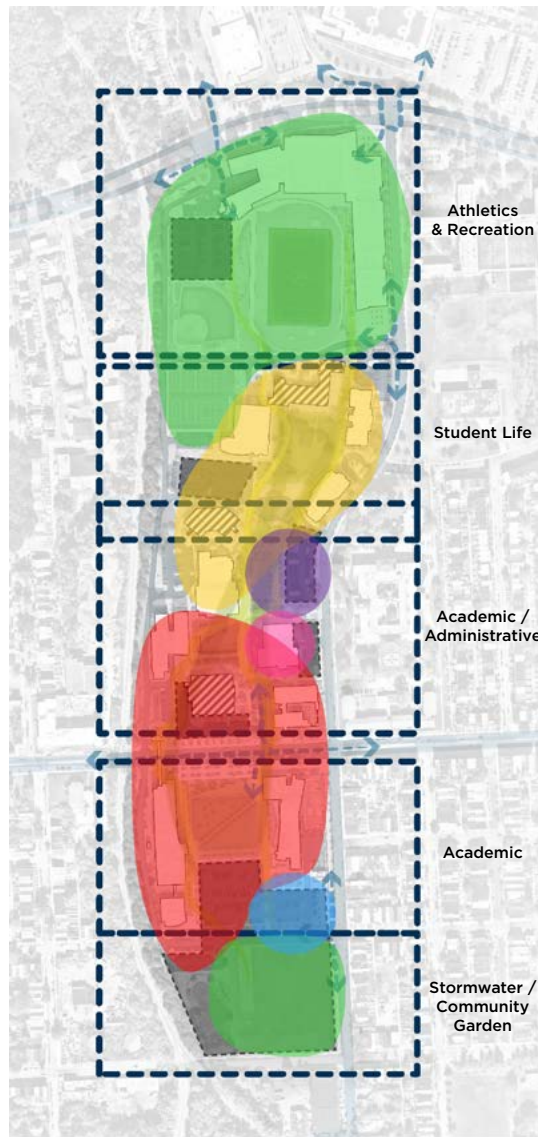 Athletics
& Recreation
Student Life
Academic /
Administrative
Academic
Stormwater /
Community
Garden